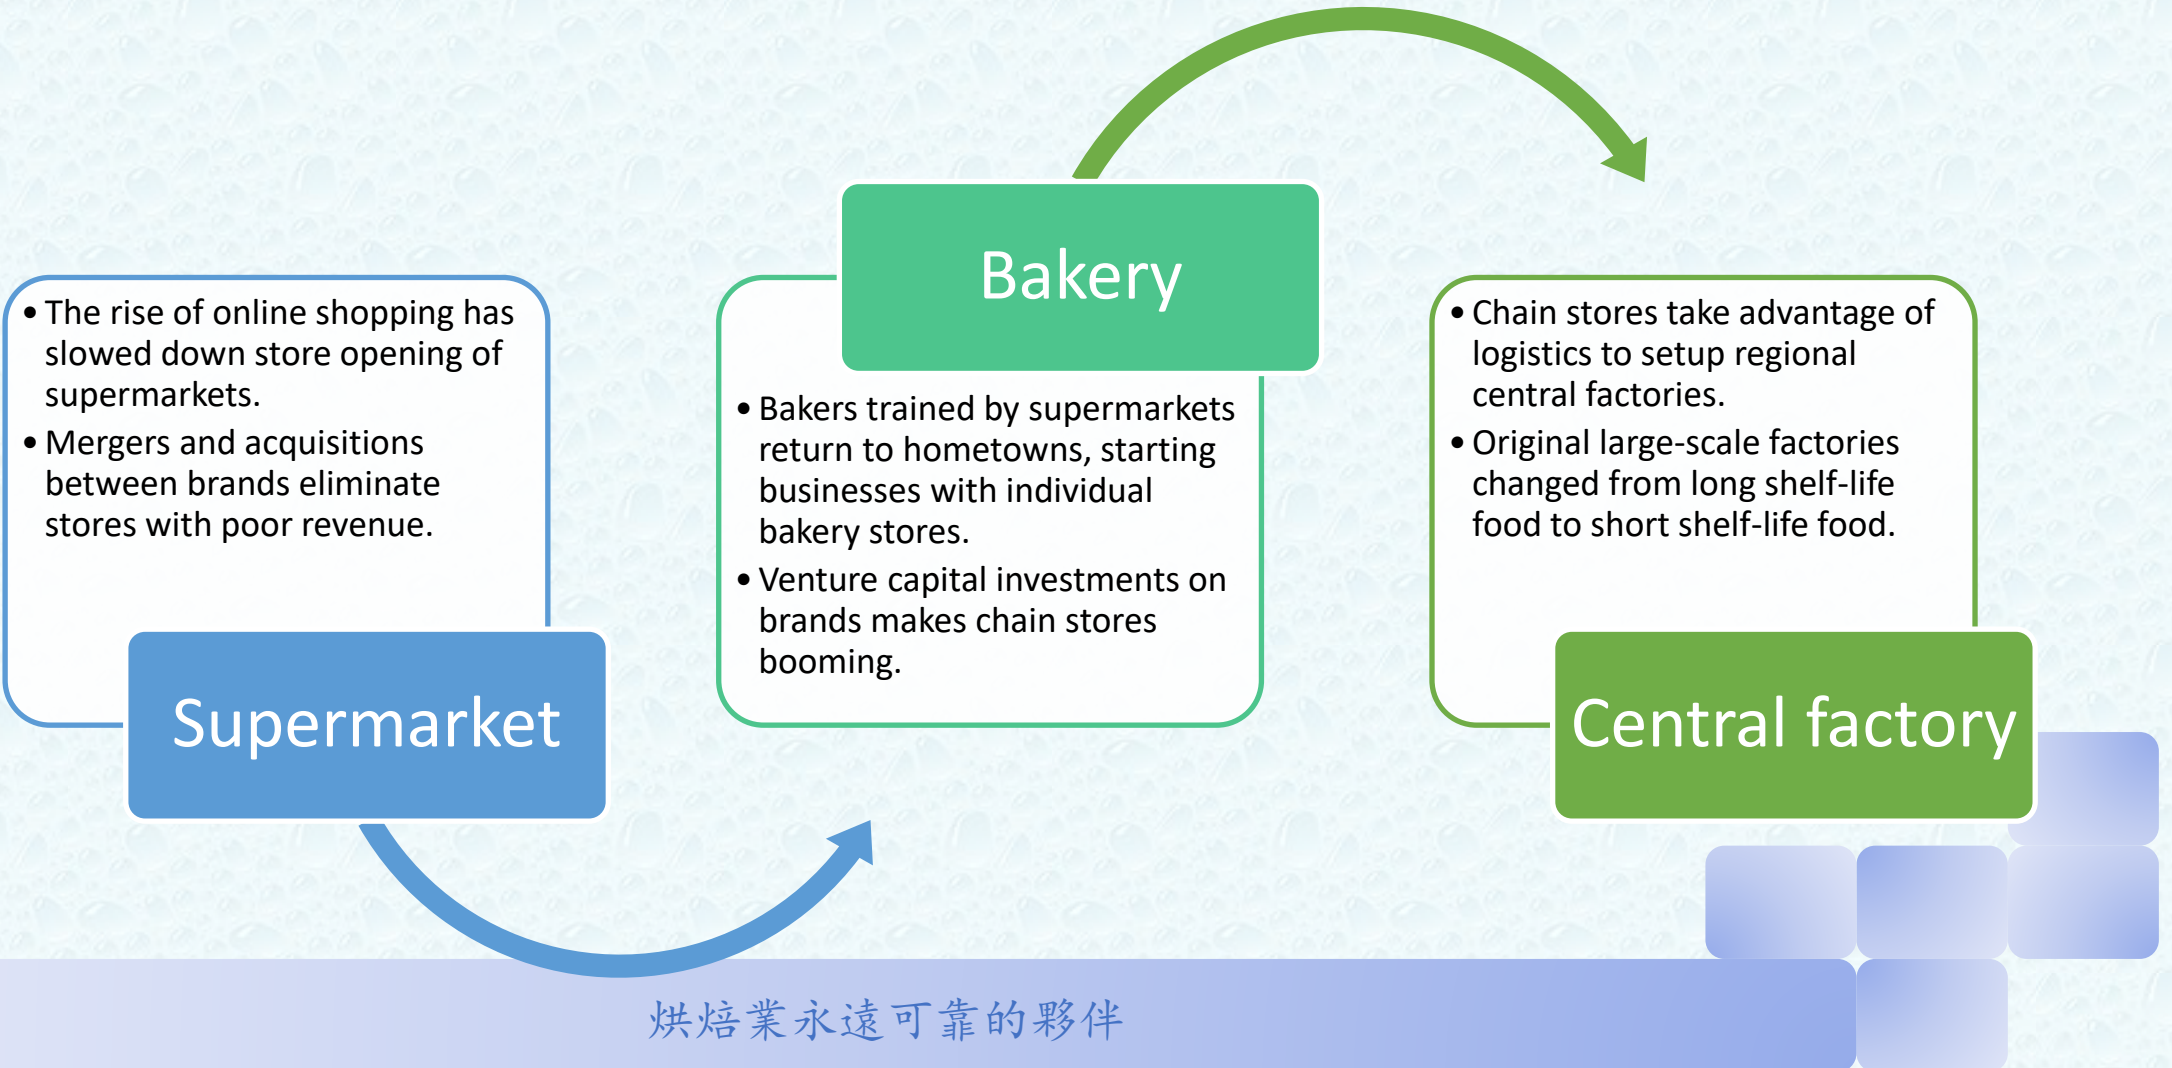 • The rise of online shopping has
slowed down store opening of
supermarkets.
• Mergers and acquisitions
between brands eliminate
stores with poor revenue.
Supermarket
Bakery
• Bakers trained by supermarkets
return to hometowns, starting
businesses with individual
bakery stores.
• Venture capital investments on
brands makes chain stores
booming.
• Chain stores take advantage of
logistics to setup regional
central factories.
• Original large-scale factories
changed from long shelf-life
food to short shelf-life food.
Central factory
烘焙業永遠可靠的夥伴